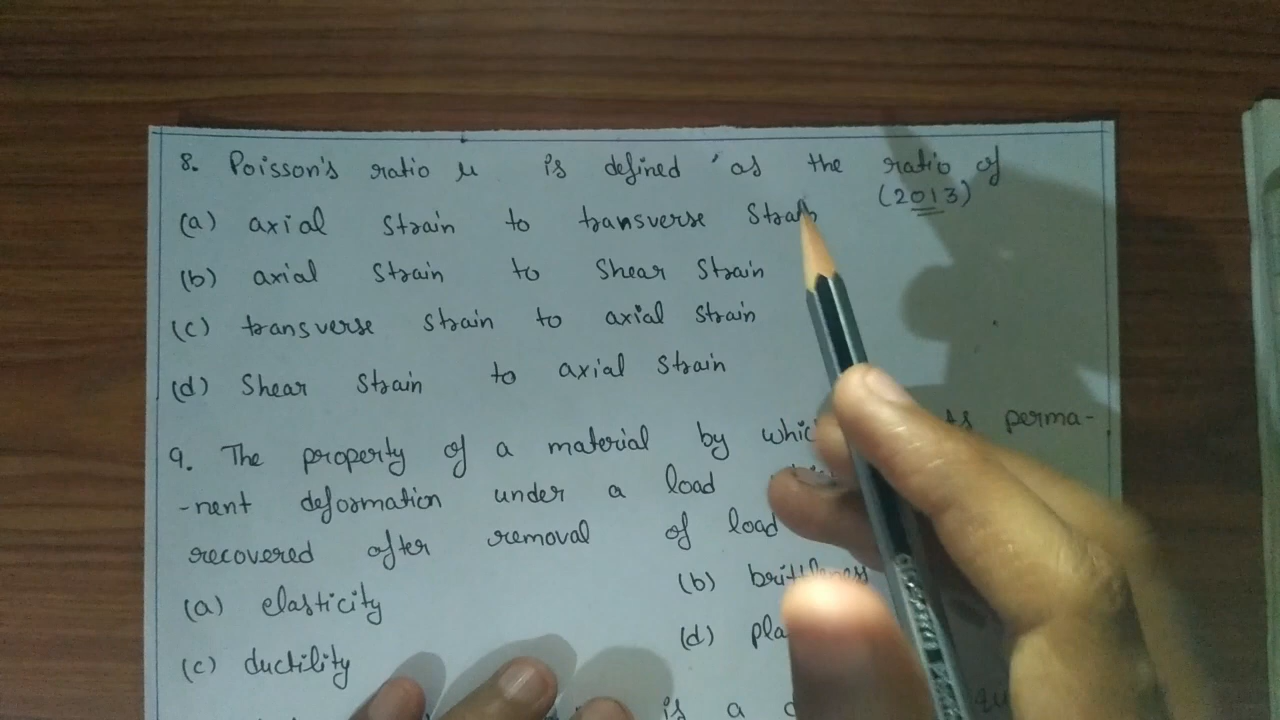 8. Poisson's ratio μ is defined as the ratio of
(2013)
(a) axial strain to transverse strain
(b) axial strain to shear strain
(c) transverse strain to axial strain
(d) Shear strain to axial strain
9. The property of a material by perma-
-nent deformation under a load
recovered after removal of load
(a) elasticity
(b) brittleness
(c) ductility
(d)
is a